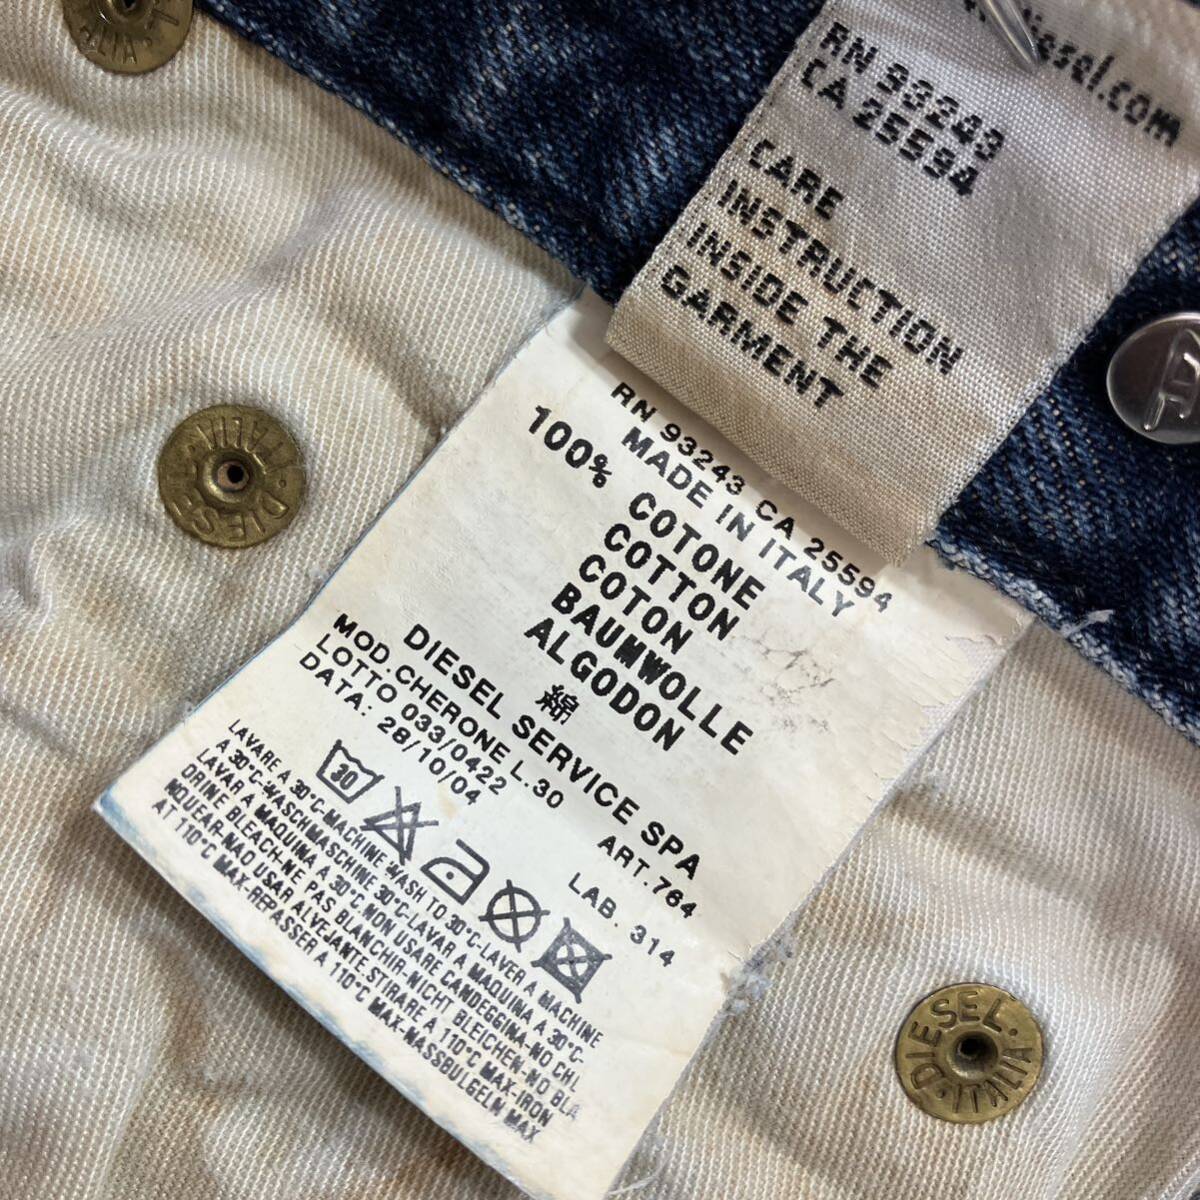 diesel.com
RN 93243
CA 25594
CARE
INSTRUCTION
INSIDE THE
GARMENT
RN 93243 CA 25594
MADE IN ITALY
100% COTONE
COTTON
COTON
BAUMWOLLE
ALGODON
綿
DIESEL SERVICE SPA
MOD.CHERONE L.30 ART.764
LOTTO 033/0422 LAB. 314
DATA: 28/10/04
30
LAVARE A 30°C-MACHINE WASH TO 30°C-LAVER A MACHINE
A 30°C-WASCHMASCHINE 30°C-LAVAR A MAQUINA A 30°C-
LAVAR A MAQUINA A 30°C.NON USARE CANDEGGINA-NO CHL
ORINE BLEACH-NE PAS BLANCHIR-NICHT BLEICHEN-NO BLA
NQUEAR-NAO USAR ALVEJANTE.STIRARE A 110°C MAX-IRON
AT 110°C MAX-REPASSER A 110°C MAX-NASSBULGELN MAX
DIESEL. ITALIA.
DIESEL. ITALIA.